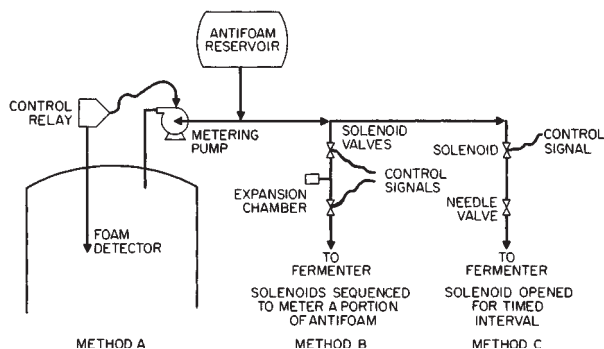 ANTIFOAM
RESERVOIR
CONTROL
RELAY
METERING
PUMP
FOAM
DETECTOR
METHOD A
SOLENOID
VALVES
CONTROL
SIGNALS
EXPANSION
CHAMBER
TO
FERMENTER
SOLENOIDS SEQUENCED
TO METER A PORTION
OF ANTIFOAM
METHOD B
SOLENOID
CONTROL
SIGNAL
NEEDLE
VALVE
TO
FERMENTER
SOLENOID OPENED
FOR TIMED
INTERVAL
METHOD C